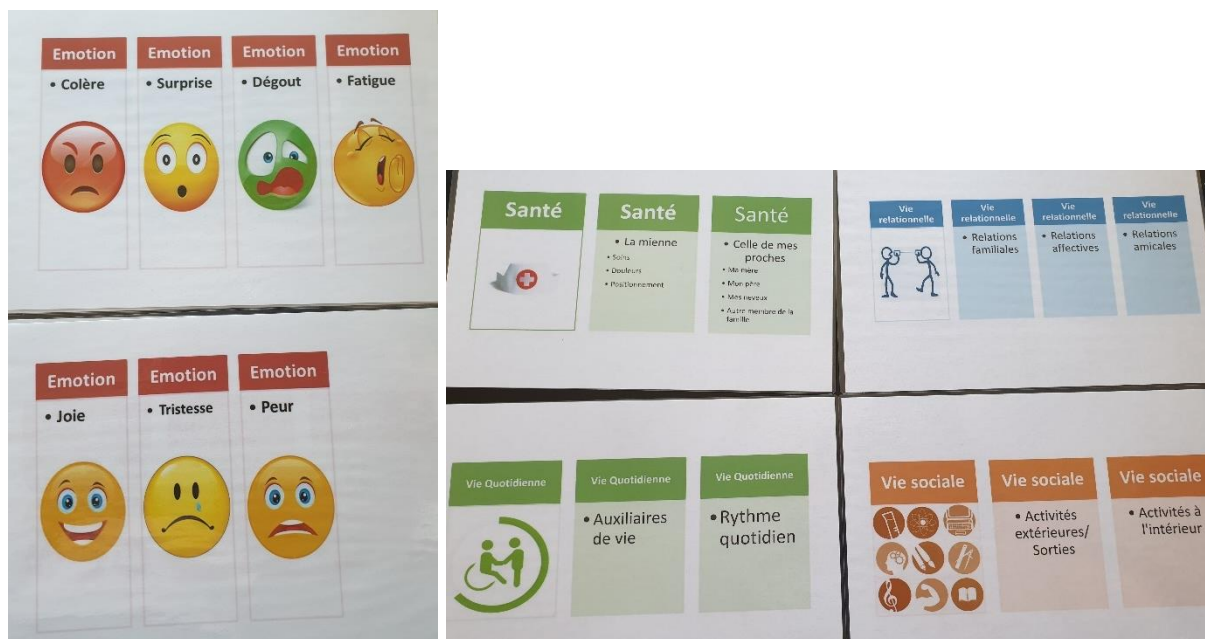 Emotion
• Colère
Emotion
• Surprise
Emotion
• Dégout
Emotion
• Fatigue
Emotion
• Joie
Emotion
• Tristesse
Emotion
• Peur
Santé
Santé
• La mienne
• Soins
• Douleurs
• Positionnement
Santé
• Celle de mes
proches
• Ma mère
• Mon père
• Mes neveux
• Autre membre de la
famille
Vie
relationnelle
Vie
relationnelle
• Relations
familiales
Vie
relationnelle
• Relations
affectives
Vie
relationnelle
• Relations
amicales
Vie Quotidienne
Vie Quotidienne
• Auxiliaires
de vie
Vie Quotidienne
• Rythme
quotidien
Vie sociale
Vie sociale
• Activités
extérieures/
Sorties
Vie sociale
• Activités à
l'intérieur